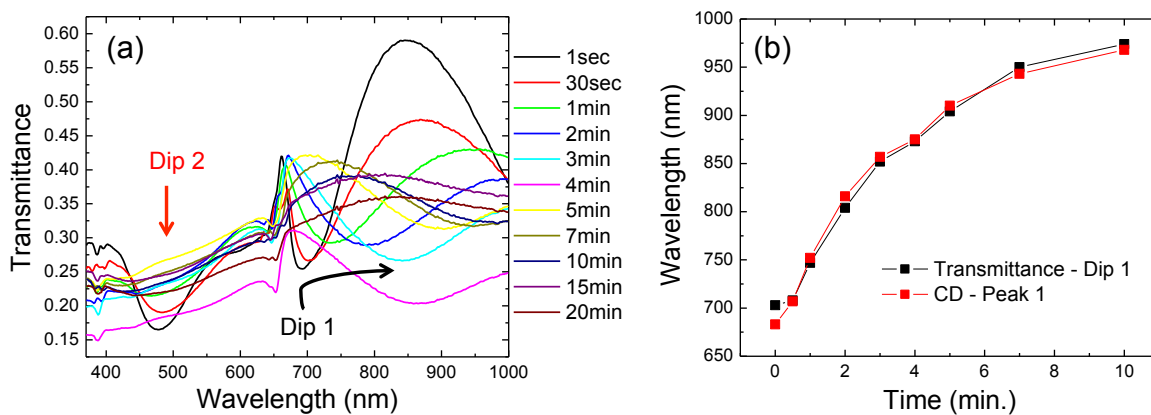 (a)
0.60
0.55
0.50
0.45
0.40
0.35
0.30
0.25
0.20
0.15
Transmittance
Dip 2
Dip 1
400 500 600 700 800 900 1000
Wavelength (nm)
1sec
30sec
1min
2min
3min
4min
5min
7min
10min
15min
20min
(b)
1000
950
900
850
800
750
700
650
Wavelength (nm)
Transmittance - Dip 1
CD - Peak 1
0 2 4 6 8 10
Time (min.)